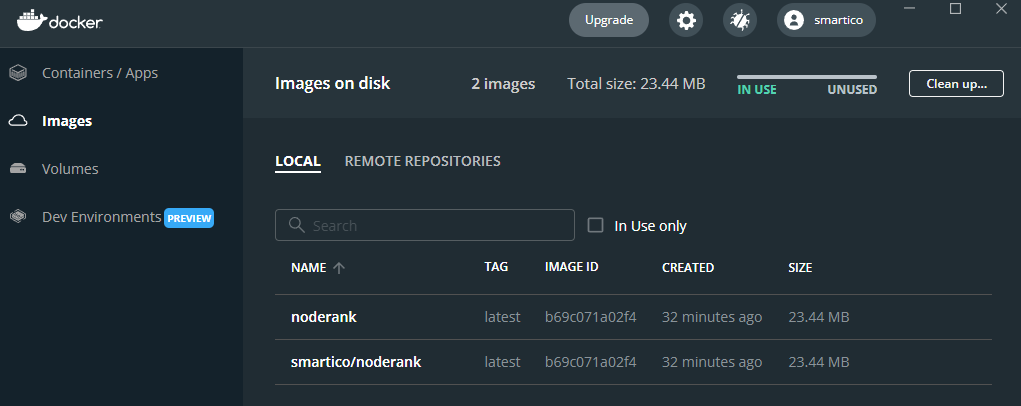 docker
Upgrade
smartico
Containers / Apps
Images
Volumes
Dev Environments PREVIEW
Images on disk
2 images
Total size: 23.44 MB
IN USE
UNUSED
Clean up...
LOCAL
REMOTE REPOSITORIES
Search
In Use only
NAME TAG IMAGE ID CREATED SIZE
noderank latest b69c071a02f4 32 minutes ago 23.44 MB
smartico/noderank latest b69c071a02f4 32 minutes ago 23.44 MB